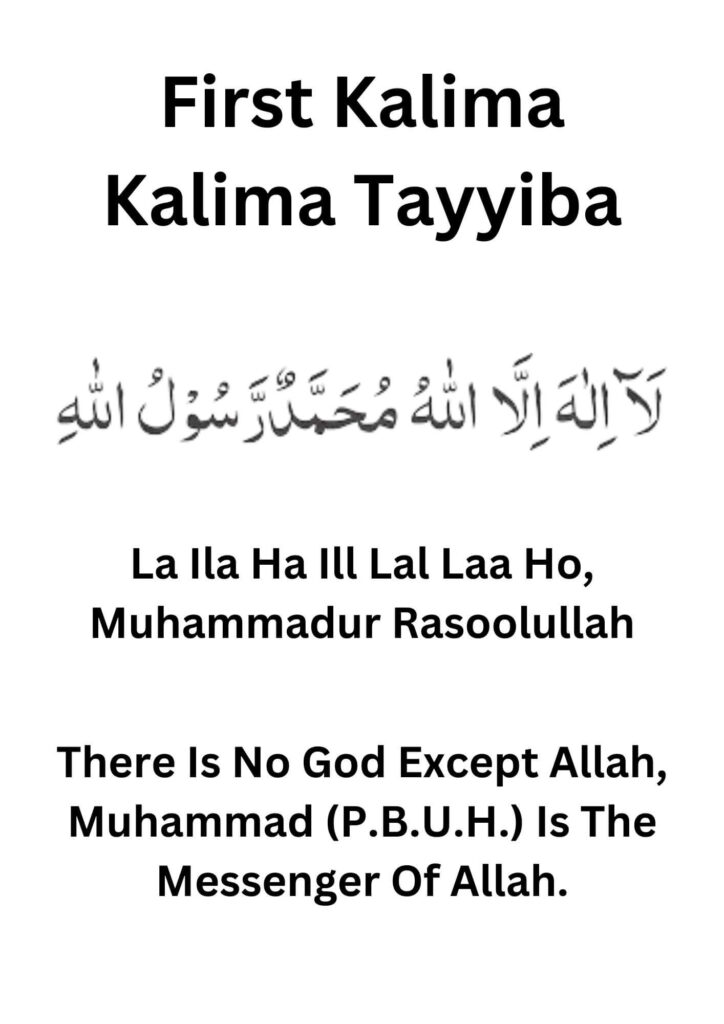 First Kalima
Kalima Tayyiba
لَآ اِلٰهَ اِلَّا اللّٰهُ مُحَمَّدٌ رَّسُوْلُ اللّٰهِ
La Ila Ha Ill Lal Laa Ho,
Muhammadur Rasoolullah
There Is No God Except Allah,
Muhammad (P.B.U.H.) Is The
Messenger Of Allah.